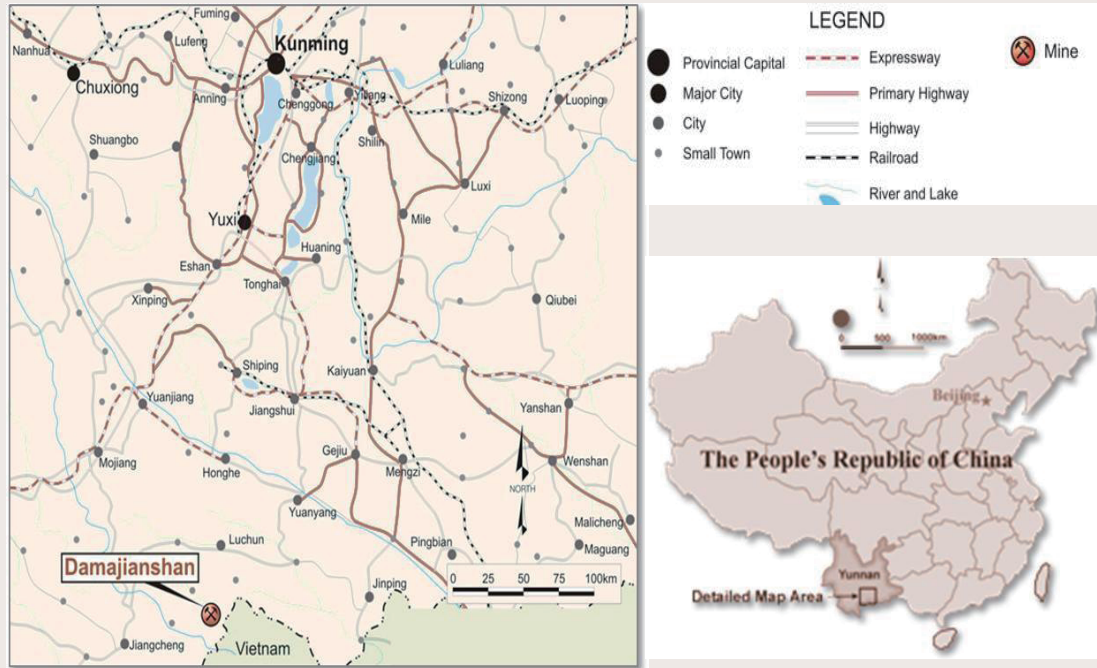 Fuming
Nanhua
Lufeng
Kunming
Chuxiong
Anning
Chenggong
Yiliang
Luliang
Shizong
Luoping
Shuangbo
Shilin
Chengjiang
Luxi
Yuxi
Mile
Eshan
Huaning
Tonghai
Xinping
Qiubei
Shiping
Kaiyuan
Yuanjiang
Jiangshui
Yanshan
Mojiang
Honghe
Gejiu
Mengzi
Wenshan
NORTH
Yuanyang
Malicheng
Luchun
Pingbian
Maguang
Damajianshan
0 25 50 75 100km
Jinping
Jiangcheng
Vietnam
LEGEND
Provincial Capital
Major City
City
Small Town
Expressway
Primary Highway
Highway
Railroad
River and Lake
Mine
0 500 1000km
Beijing
The People's Republic of China
Yunnan
Detailed Map Area